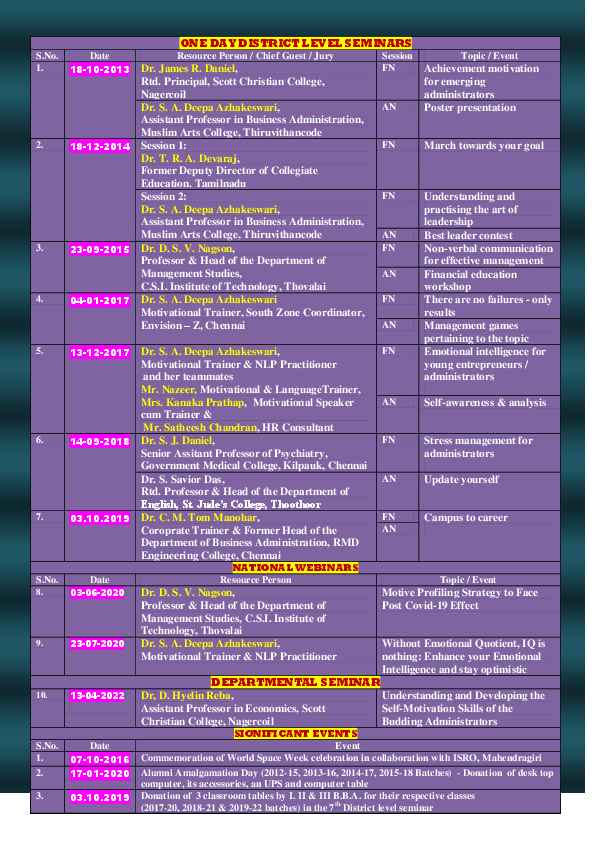 ONE DAY DISTRICT LEVEL SEMINARS
S.No. Date Resource Person / Chief Guest / Jury Session Topic / Event
1. 18-10-2013 Dr. James R. Daniel, FN Achievement motivation
Rtd. Principal, Scott Christian College, for emerging
Nagercoil administrators
Dr. S. A. Deepa Azhakeswari, AN Poster presentation
Assistant Professor in Business Administration,
Muslim Arts College, Thiruvithancode
2. 18-12-2014 Session 1: FN March towards your goal
Dr. T. R. A. Devaraj,
Former Deputy Director of Collegiate
Education. Tamilnadu
Session 2: FN Understanding and
Dr. S. A. Deepa Azhakeswari, practising the art of
Assistant Professor in Business Administration, leadership
Muslim Arts College, Thiruvithancode AN Best leader contest
3. 23-09-2015 Dr. D. S. V. Nagson, FN Non-verbal communication
Professor & Head of the Department of for effective management
Management Studies, AN Financial education
C.S.I. Institute of Technology, Thovalai workshop
4. 04-01-2017 Dr. S. A. Deepa Azhakeswari FN There are no failures - only
Motivational Trainer, South Zone Coordinator, results
Envision – Z, Chennai AN Management games
pertaining to the topic
5. 13-12-2017 Dr. S. A. Deepa Azhakeswari, FN Emotional intelligence for
Motivational Trainer & NLP Practitioner young entrepreneurs /
and her teammates administrators
Mr. Nazeer, Motivational & LanguageTrainer,
Mrs. Kanaka Prathap, Motivational Speaker AN Self-awareness & analysis
cum Trainer &
Mr. Satheesh Chandran, HR Consultant
6. 14-09-2018 Dr. S. J. Daniel, FN Stress management for
Senior Assitant Professor of Psychiatry, administrators
Government Medical College, Kilpauk, Chennai
Dr. S. Savior Das, AN Update yourself
Rtd. Professor & Head of the Department of
English, St. Jude's College, Thoothoor
7. 03.10.2019 Dr. C. M. Tom Manohar, FN Campus to career
Coroprate Trainer & Former Head of the AN
Department of Business Administration, RMD
Engineering College, Chennai
NATIONAL WEBINARS
S.No. Date Resource Person Topic / Event
8. 03-06-2020 Dr. D. S. V. Nagson, Motive Profiling Strategy to Face
Professor & Head of the Department of Post Covid-19 Effect
Management Studies, C.S.I. Institute of
Technology, Thovalai
9. 23-07-2020 Dr. S. A. Deepa Azhakeswari, Without Emotional Quotient, IQ is
Motivational Trainer & NLP Practitioner nothing: Enhance your Emotional
Intelligence and stay optimistic
DEPARTMENTAL SEMINAR
10. 13-04-2022 Dr, D. Hyelin Reba, Understanding and Developing the
Assistant Professor in Economics, Scott Self-Motivation Skills of the
Christian College, Nagercoil Budding Administrators
SIGNIFICANT EVENTS
S.No. Date Event
1. 07-10-2016 Commemoration of World Space Week celebration in collaboration with ISRO, Mahendragiri
2. 17-01-2020 Alumni Amalgamation Day (2012-15, 2013-16, 2014-17, 2015-18 Batches) - Donation of desk top
computer, its accessories, an UPS and computer table
3. 03.10.2019 Donation of 3 classroom tables by I. II & III B.B.A. for their respective classes
(2017-20, 2018-21 & 2019-22 batches) in the 7th District level seminar